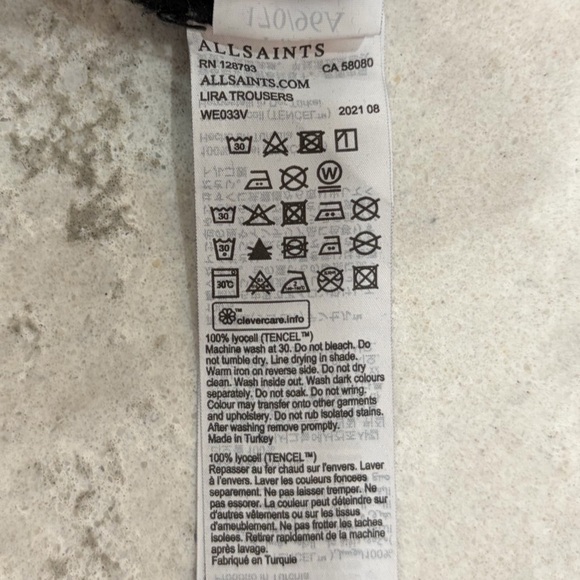 ALLSAINTS
RN 128793 CA 58080
ALLSAINTS.COM
LIRA TROUSERS
WE033V 2021 08
30
W
30
30
30°C
clevercare.info
100% lyocell (TENCEL™)
Machine wash at 30. Do not bleach. Do
not tumble dry. Line drying in shade.
Warm iron on reverse side. Do not dry
clean. Wash inside out. Wash dark colours
separately. Do not soak. Do not wring.
Colour may transfer onto other garments
and upholstery. Do not rub isolated stains.
After washing remove promptly.
Made in Turkey
100% lyocell (TENCEL™)
Repasser au fer chaud sur l'envers. Laver
à l'envers. Laver les couleurs foncées
separement. Ne pas laisser tremper. Ne
pas essorer. La couleur peut déteindre sur
d'autres vêtements ou sur les tissus
d'ameublement. Ne pas frotter les taches
isolees. Retirer rapidement de la machine
après lavage.
Fabriqué en Turquie